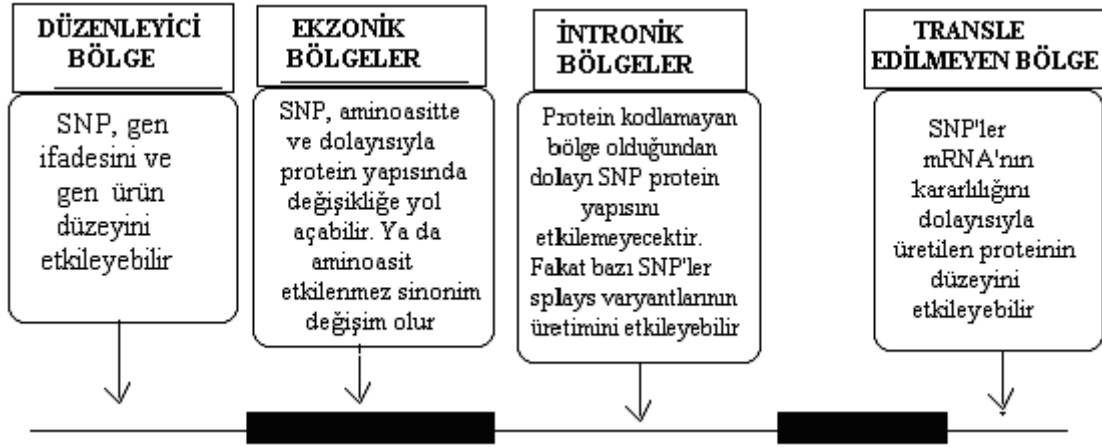 DÜZENLEYİCİ
BÖLGE
SNP, gen
ifadesini ve
gen ürün
düzeyini
etkileyebilir
EKZONİK
BÖLGELER
SNP, aminoasitte
ve dolayısıyla
protein yapısında
değişikliğe yol
açabilir. Ya da
aminoasit
etkilenmez sinonim
değişim olur
İNTRONİK
BÖLGELER
Protein kodlamayan
bölge olduğundan
dolayı SNP protein
yapısını
etkilemeyecektir.
Fakat bazı SNP'ler
splays varyantlarının
üretimini etkileyebilir
TRANSLE
EDİLMEYEN BÖLGE
SNP'ler
mRNA'nın
kararlılığını
dolayısıyla
üretilen proteinin
düzeyini
etkileyebilir